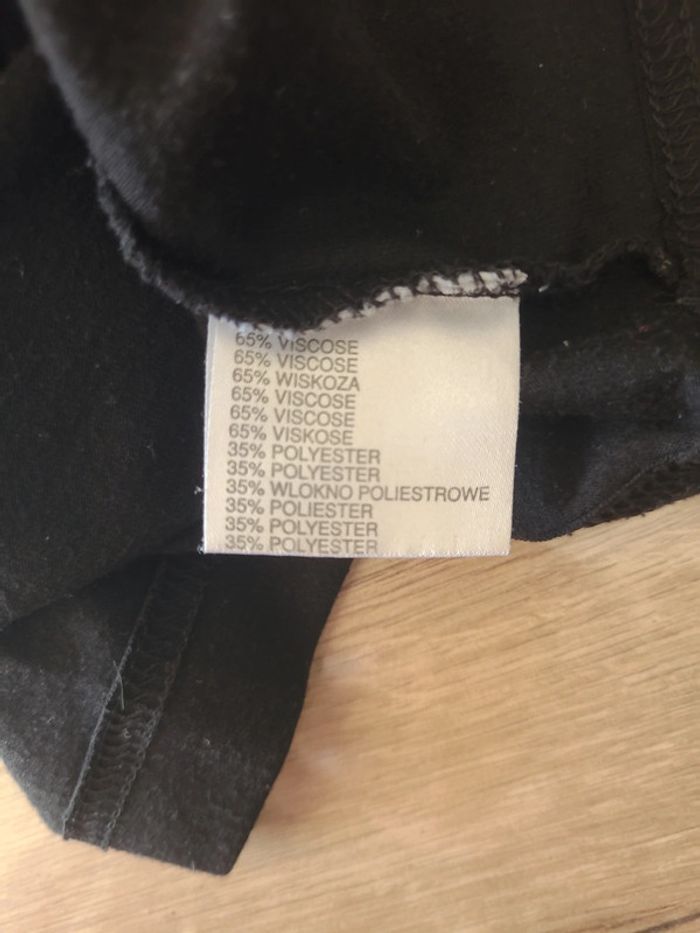 65% VISCOSE
65% VISCOSE
65% WISKOZA
65% VISCOSE
65% VISCOSE
65% VISKOSE
35% POLYESTER
35% POLYESTER
35% WLOKNO POLIESTROWE
35% POLIESTER
35% POLYESTER
35% POLYESTER